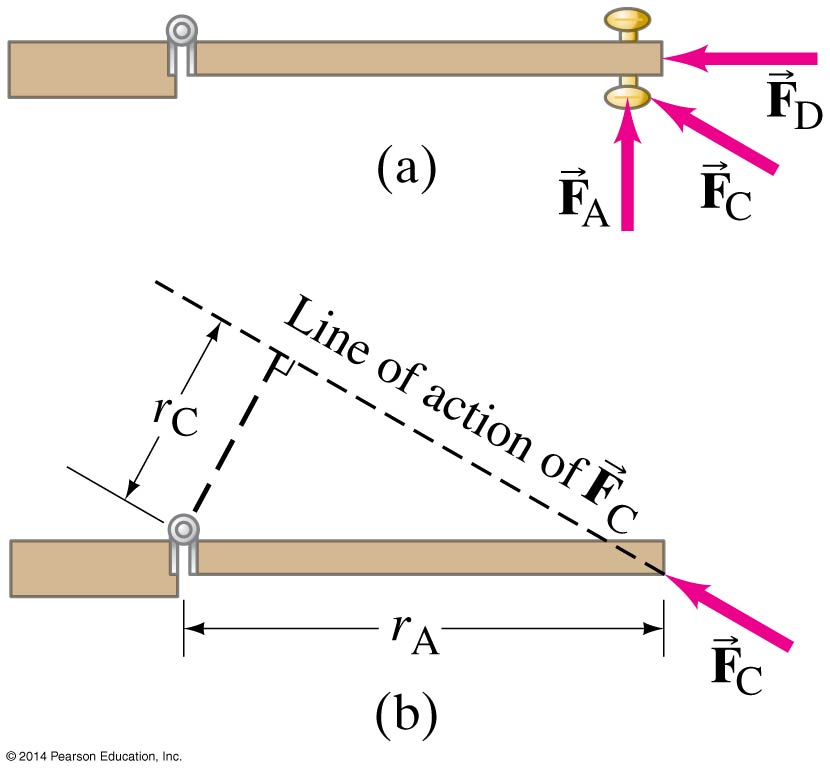 F⃗D
(a)
F⃗A
F⃗C
Line of action of F⃗C
rC
rA
F⃗C
(b)
© 2014 Pearson Education, Inc.